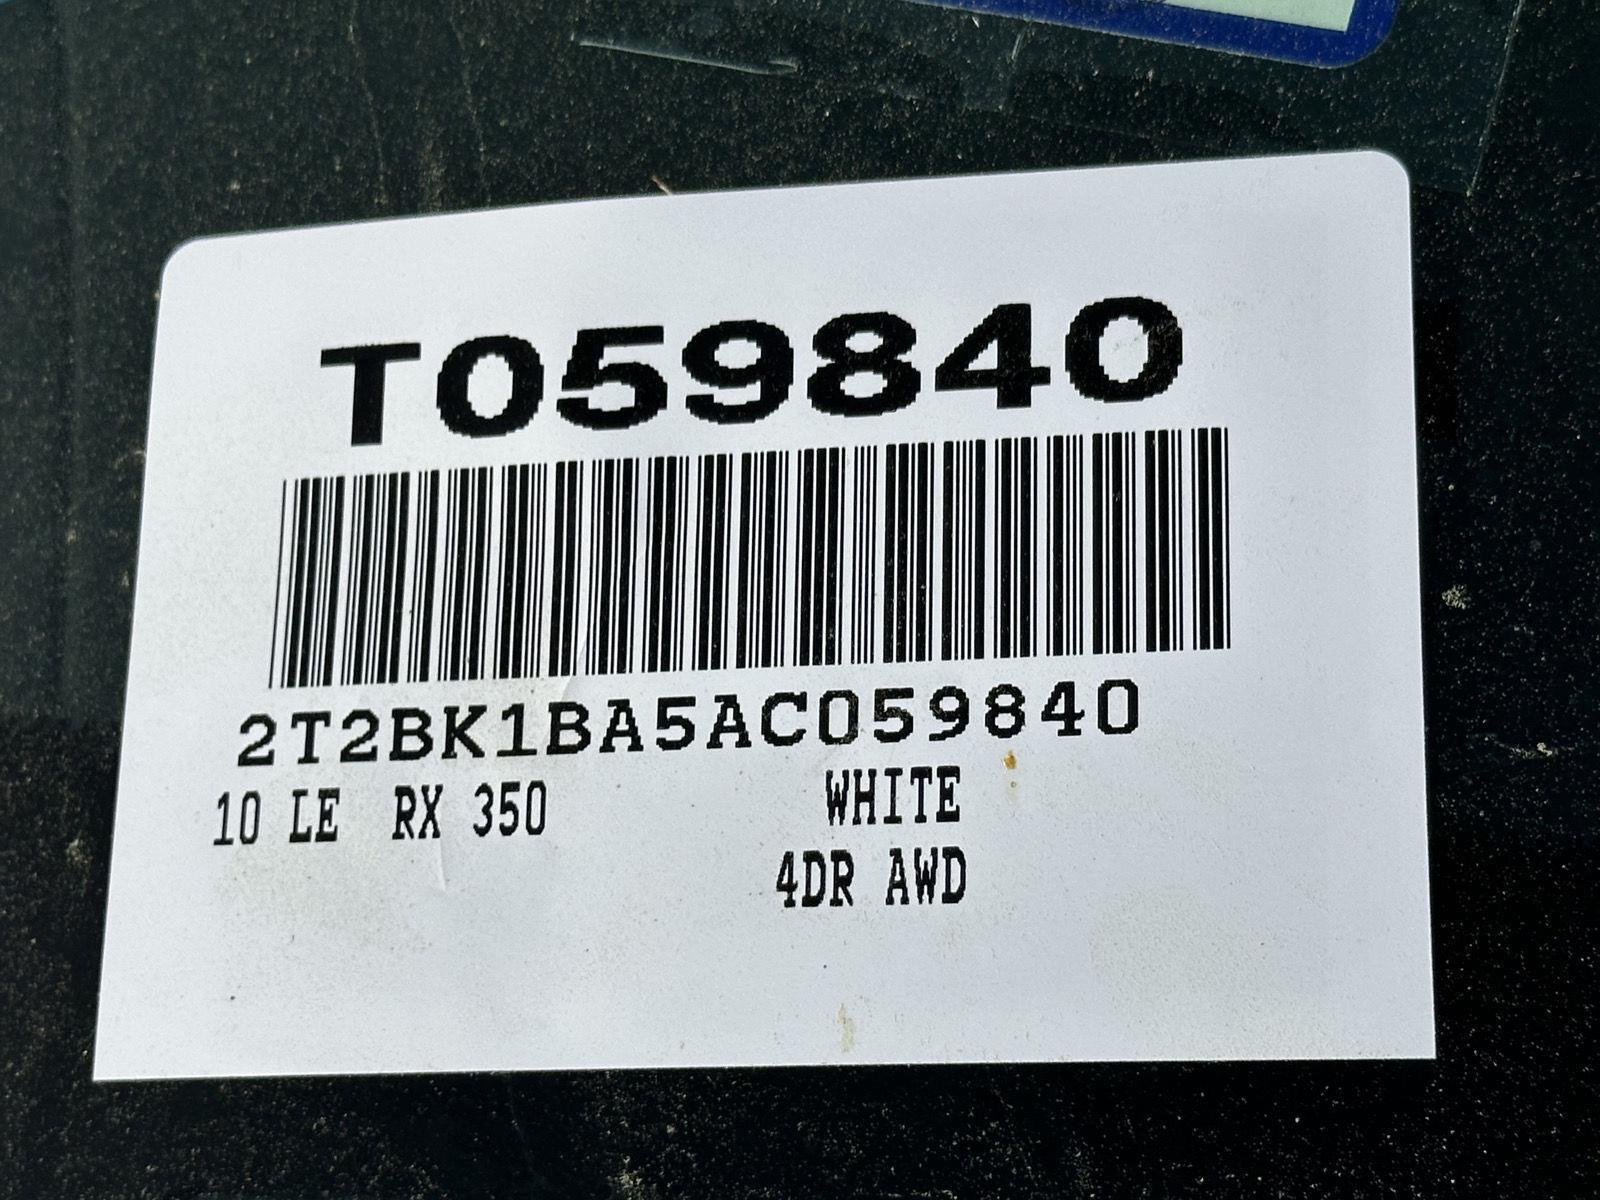 T059840
2T2BK1BA5AC059840
10 LE RX 350 WHITE
4DR AWD